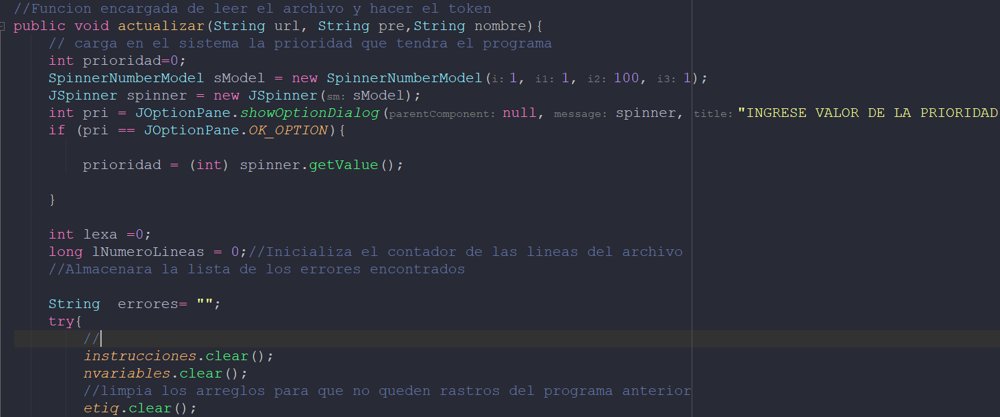 //Funcion encargada de leer el archivo y hacer el token
public void actualizar(String url, String pre,String nombre){
// carga en el sistema la prioridad que tendra el programa
int prioridad=0;
SpinnerNumberModel sModel = new SpinnerNumberModel(i: 1, i1: 1, i2: 100, i3: 1);
JSpinner spinner = new JSpinner(sm: sModel);
int pri = JOptionPane.showOptionDialog(parentComponent: null, message: spinner, title: "INGRESE VALOR DE LA PRIORIDAD
if (pri == JOptionPane.OK_OPTION){
prioridad = (int) spinner.getValue();
}
int lexa =0;
long lNumeroLineas = 0;//Inicializa el contador de las lineas del archivo
//Almacenara la lista de los errores encontrados
String  errores= "";
try{
//
instrucciones.clear();
nvariables.clear();
//limpia los arreglos para que no queden rastros del programa anterior
etiq.clear();